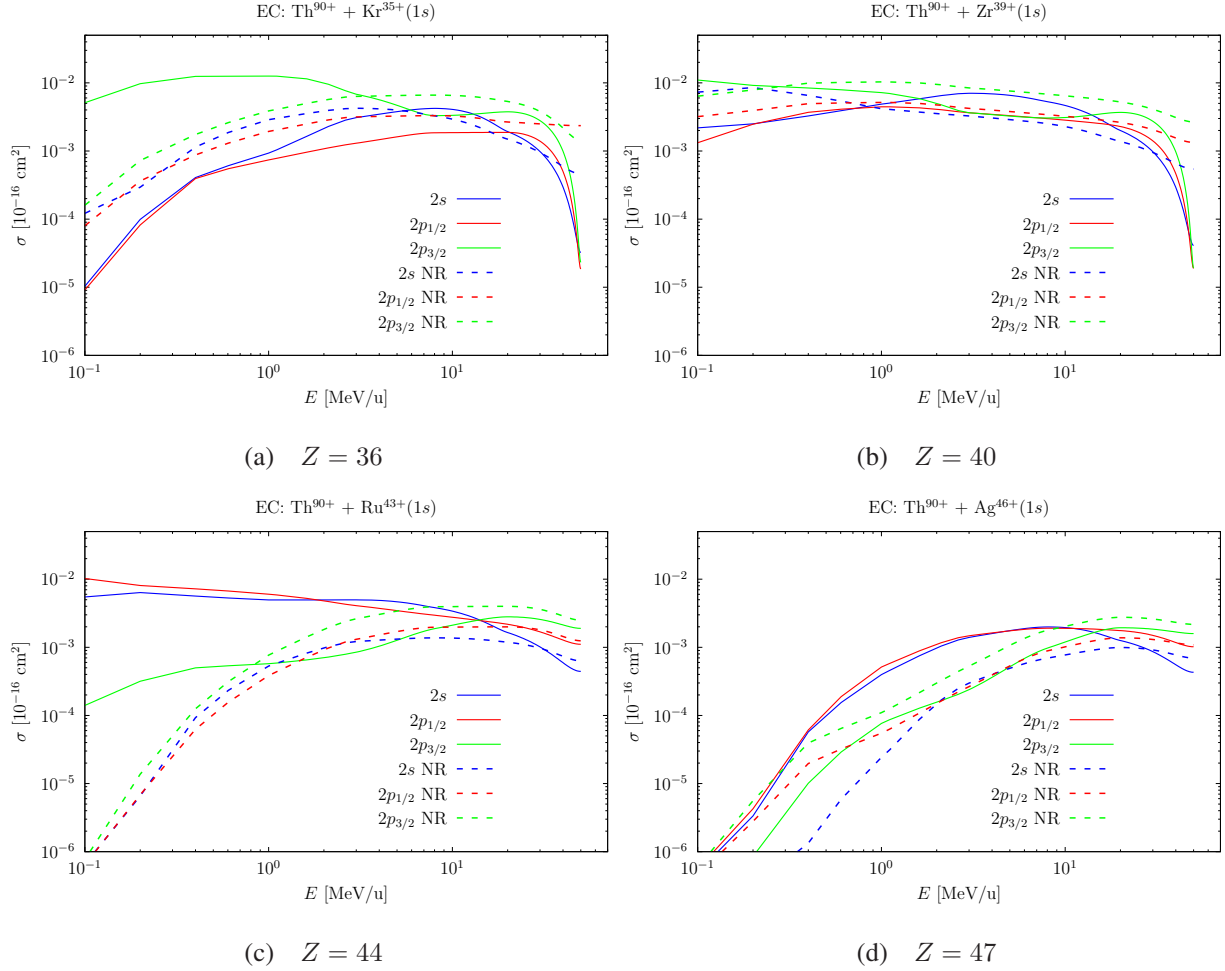 EC: Th⁹⁰⁺ + Kr³⁵⁺(1s)
σ [10⁻¹⁶ cm²]
10⁻²
10⁻³
10⁻⁴
10⁻⁵
10⁻⁶
2s
2p₁/₂
2p₃/₂
2s NR
2p₁/₂ NR
2p₃/₂ NR
10⁻¹ 10⁰ 10¹
E [MeV/u]
(a) Z = 36
EC: Th⁹⁰⁺ + Zr³⁹⁺(1s)
σ [10⁻¹⁶ cm²]
10⁻²
10⁻³
10⁻⁴
10⁻⁵
10⁻⁶
2s
2p₁/₂
2p₃/₂
2s NR
2p₁/₂ NR
2p₃/₂ NR
10⁻¹ 10⁰ 10¹
E [MeV/u]
(b) Z = 40
EC: Th⁹⁰⁺ + Ru⁴³⁺(1s)
σ [10⁻¹⁶ cm²]
10⁻²
10⁻³
10⁻⁴
10⁻⁵
10⁻⁶
2s
2p₁/₂
2p₃/₂
2s NR
2p₁/₂ NR
2p₃/₂ NR
10⁻¹ 10⁰ 10¹
E [MeV/u]
(c) Z = 44
EC: Th⁹⁰⁺ + Ag⁴⁶⁺(1s)
σ [10⁻¹⁶ cm²]
10⁻²
10⁻³
10⁻⁴
10⁻⁵
10⁻⁶
2s
2p₁/₂
2p₃/₂
2s NR
2p₁/₂ NR
2p₃/₂ NR
10⁻¹ 10⁰ 10¹
E [MeV/u]
(d) Z = 47